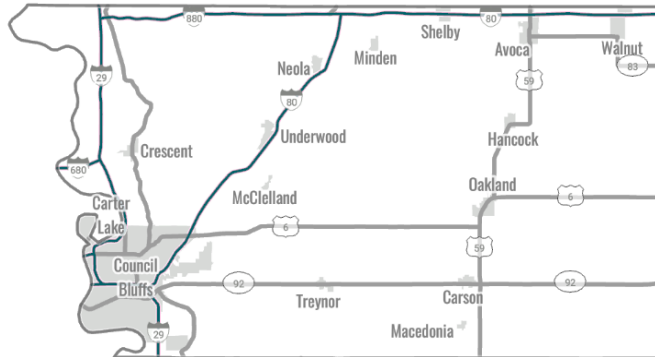 880
Shelby
80
Avoca
Walnut
Neola
Minden
83
29
59
80
Underwood
Hancock
Crescent
680
McClelland
Oakland
6
Carter
Lake
6
59
Council
Bluffs
92
Treynor
Carson
92
29
Macedonia